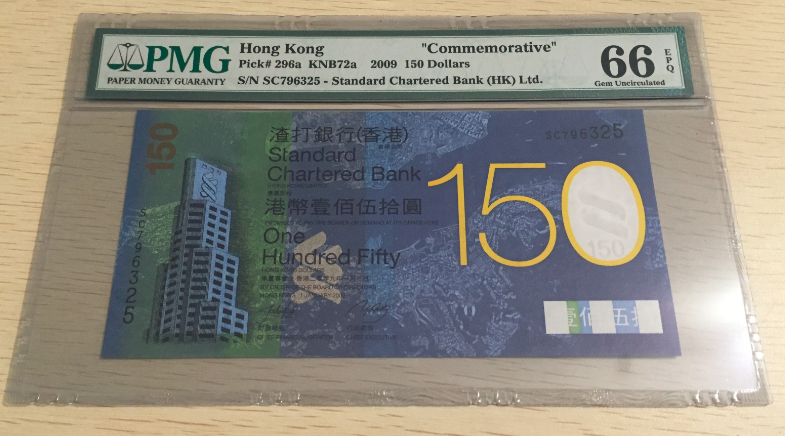 PMG
PAPER MONEY GUARANTY
Hong Kong "Commemorative"
Pick# 296a KNB72a 2009 150 Dollars
S/N SC796325 - Standard Chartered Bank (HK) Ltd.
66 EPQ
Gem Uncirculated
150
渣打銀行(香港)
SC796325
Standard
Chartered Bank
港幣壹佰伍拾圓
One
Hundred Fifty
150
150
SC796325
壹佰伍拾